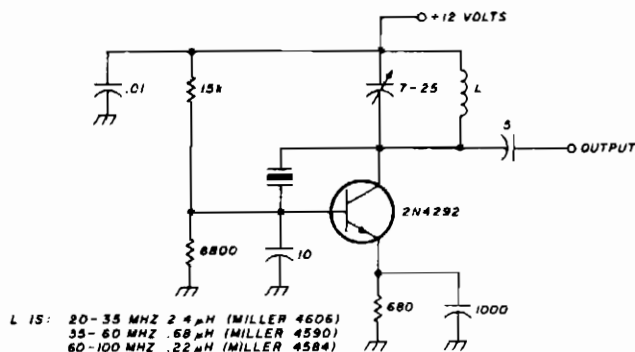 +12 VOLTS
.01
15k
7-25
L
5
OUTPUT
2N4292
6800
10
680
1000
L IS: 20-35 MHZ 2.4 µH (MILLER 4606)
35-60 MHZ .68 µH (MILLER 4590)
60-100 MHZ .22 µH (MILLER 4584)